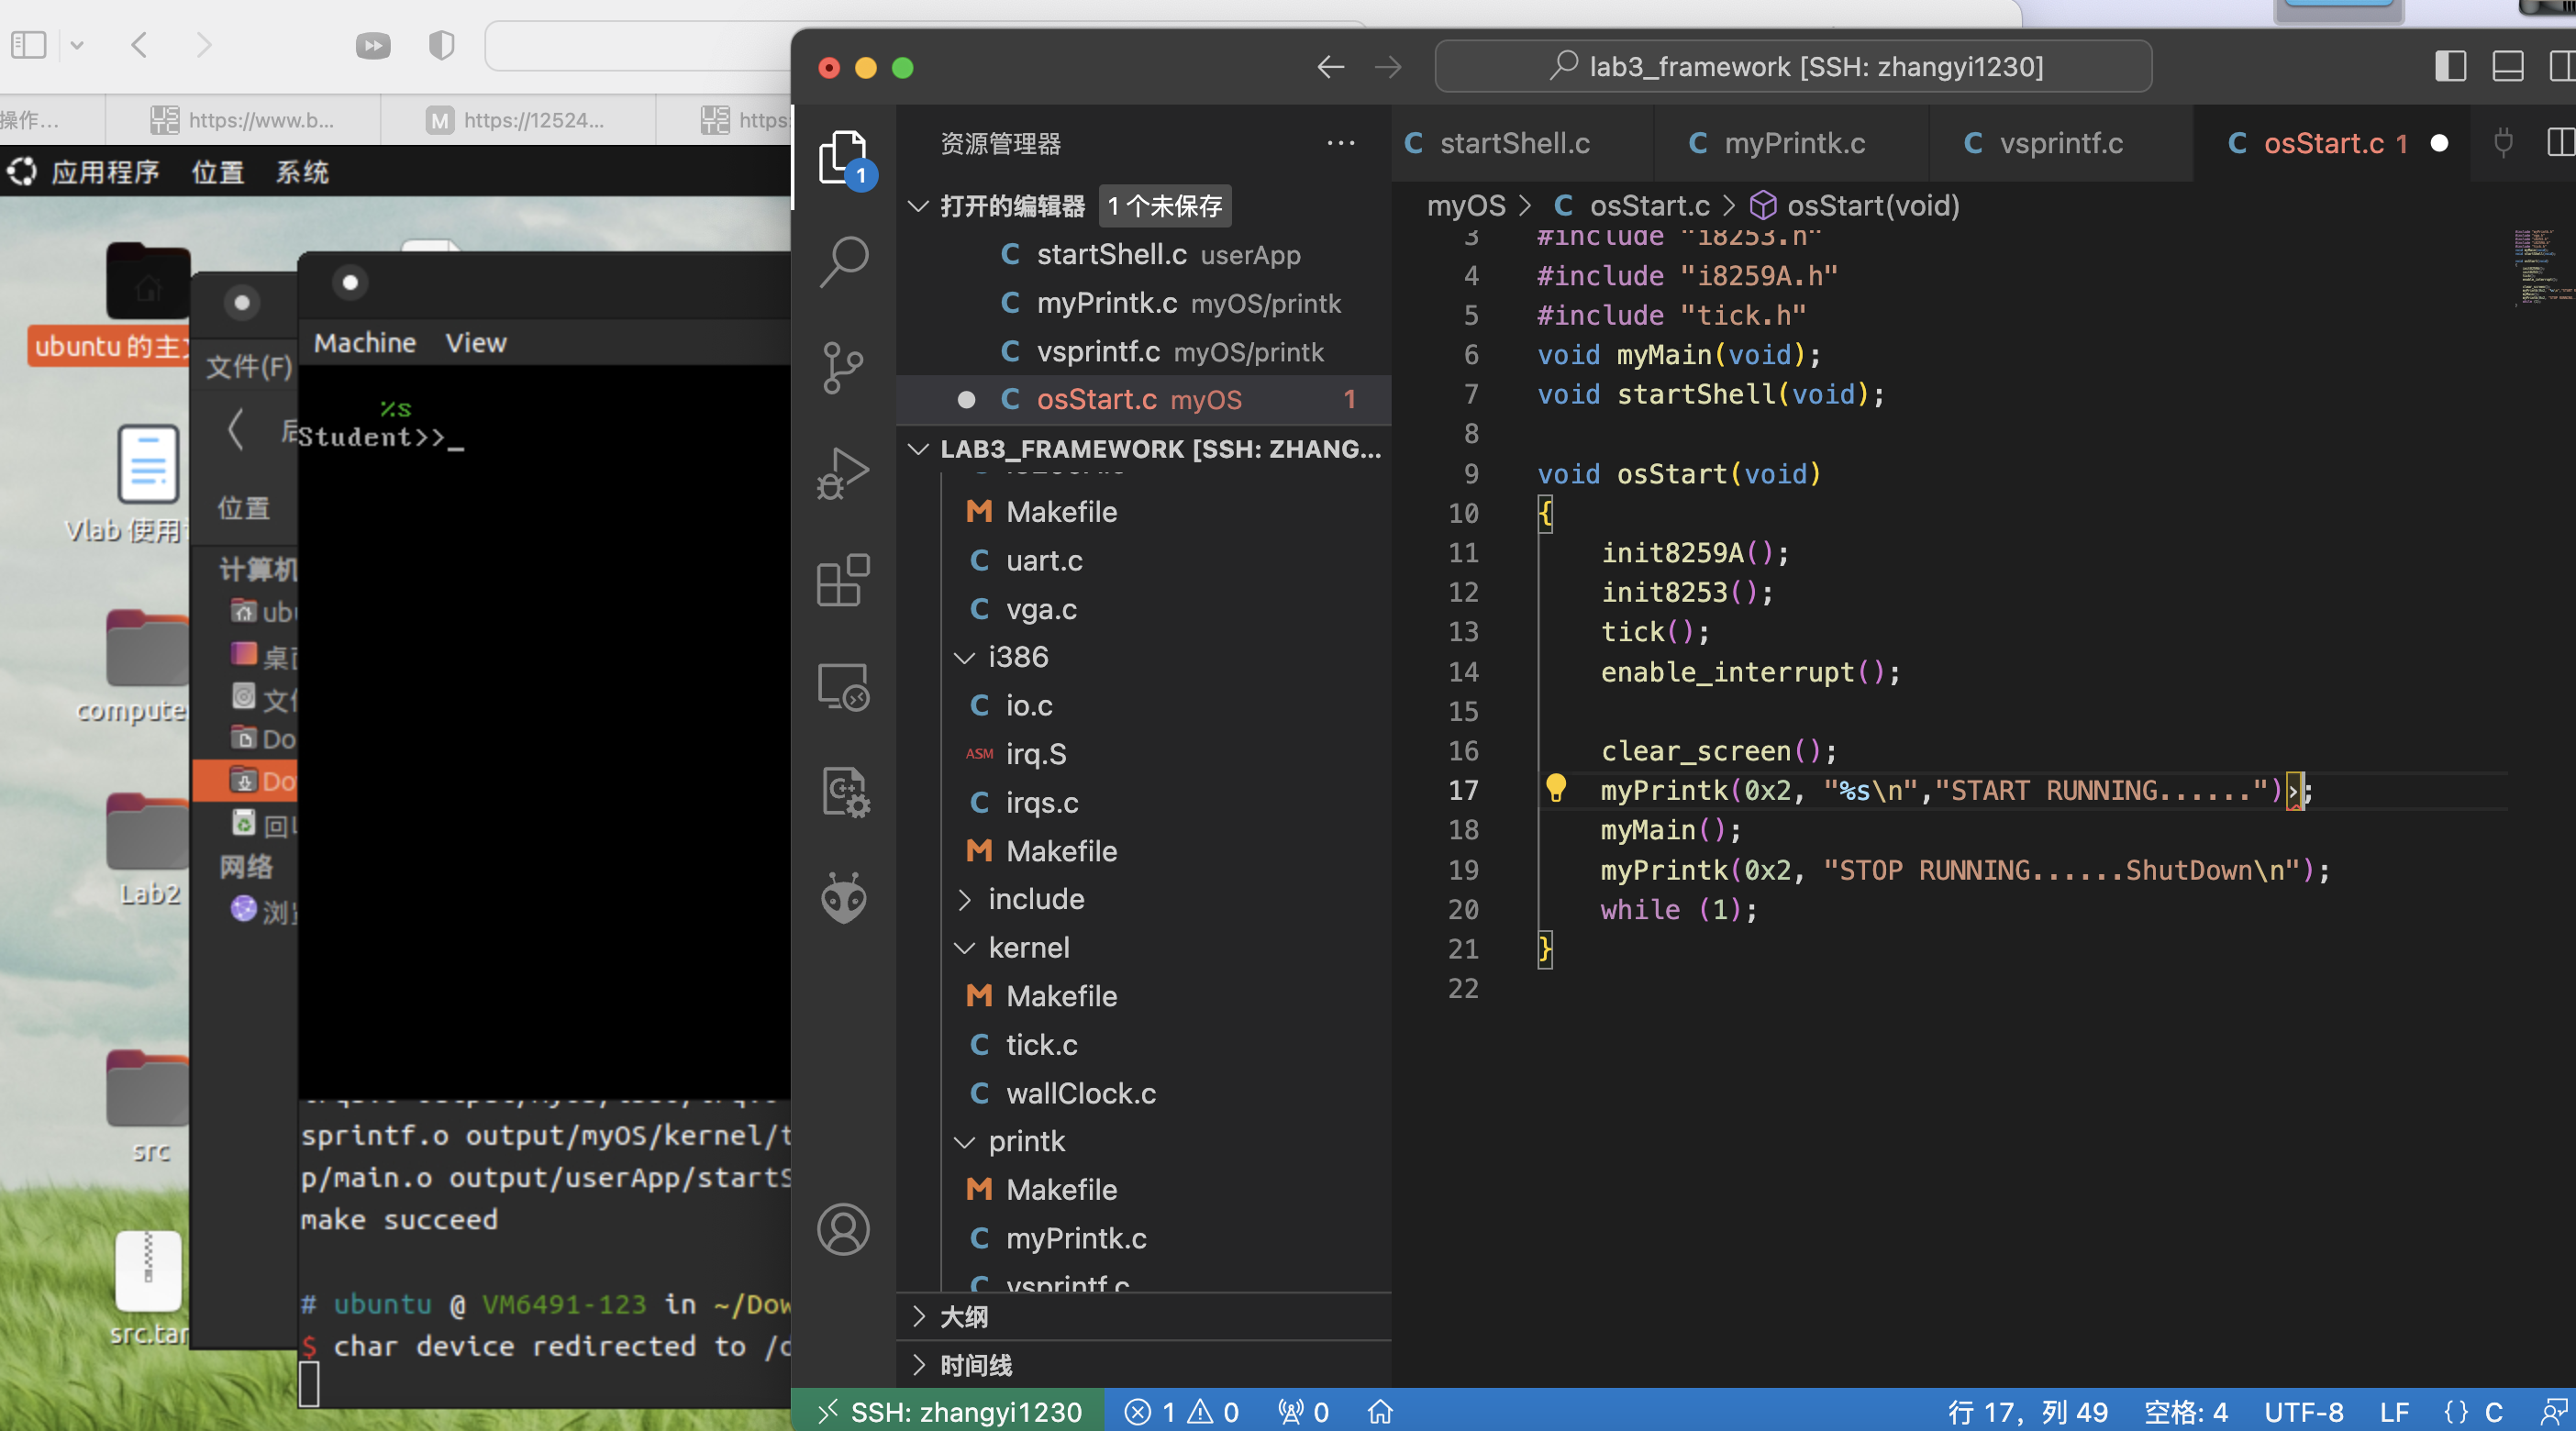 操作...
https://www.b...
M https://12524...
https:
应用程序 位置 系统
ubuntu 的主
Vlab 使用
compute
Lab2
src
src.tar
文件(F)
位置
计算机
ubu
Do
Do
网络
Machine View
%s
Student>>_
sprintf.o output/myOS/kernel/t
p/main.o output/userApp/startS
make succeed
# ubuntu @ VM6491-123 in ~/Dow
$ char device redirected to /d
lab3_framework [SSH: zhangyi1230]
1
资源管理器 ...
打开的编辑器 1 个未保存
C startShell.c userApp
C myPrintk.c myOS/printk
C vsprintf.c myOS/printk
C osStart.c myOS 1
LAB3_FRAMEWORK [SSH: ZHANG...
M Makefile
C uart.c
C vga.c
i386
C io.c
ASM irq.S
C irqs.c
M Makefile
include
kernel
M Makefile
C tick.c
C wallClock.c
printk
M Makefile
C myPrintk.c
C vsprintf.c
大纲
时间线
C startShell.c C myPrintk.c C vsprintf.c C osStart.c 1
myOS > C osStart.c > osStart(void)
3 #include "i8253.h"
4 #include "i8259A.h"
5 #include "tick.h"
6 void myMain(void);
7 void startShell(void);
8
9 void osStart(void)
10 {
11 init8259A();
12 init8253();
13 tick();
14 enable_interrupt();
15
16 clear_screen();
17 myPrintk(0x2, "%s\n","START RUNNING......")›;
18 myMain();
19 myPrintk(0x2, "STOP RUNNING......ShutDown\n");
20 while (1);
21 }
22
SSH: zhangyi1230 1 0 0 行 17，列 49 空格: 4 UTF-8 LF {} C